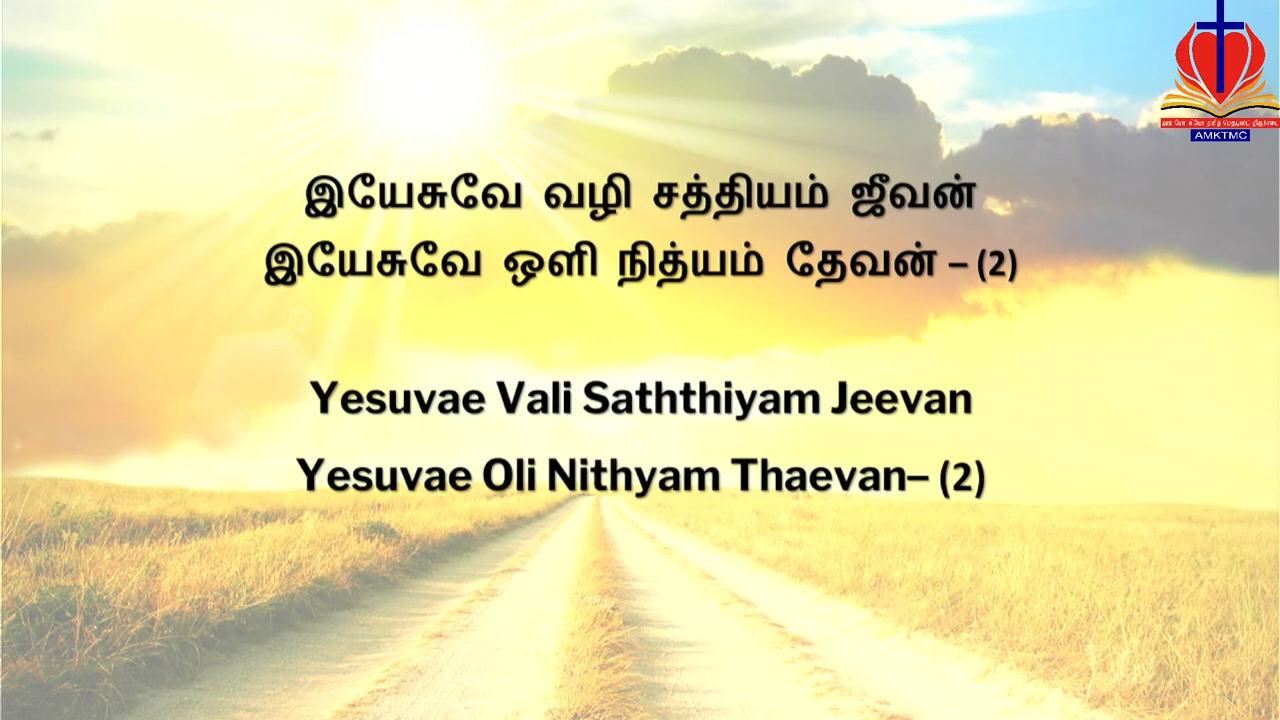 இயேசுவே வழி சத்தியம் ஜீவன்
இயேசுவே ஒளி நித்யம் தேவன் – (2)
Yesuvae Vali Saththiyam Jeevan
Yesuvae Oli Nithyam Thaevan– (2)
AMKTMC